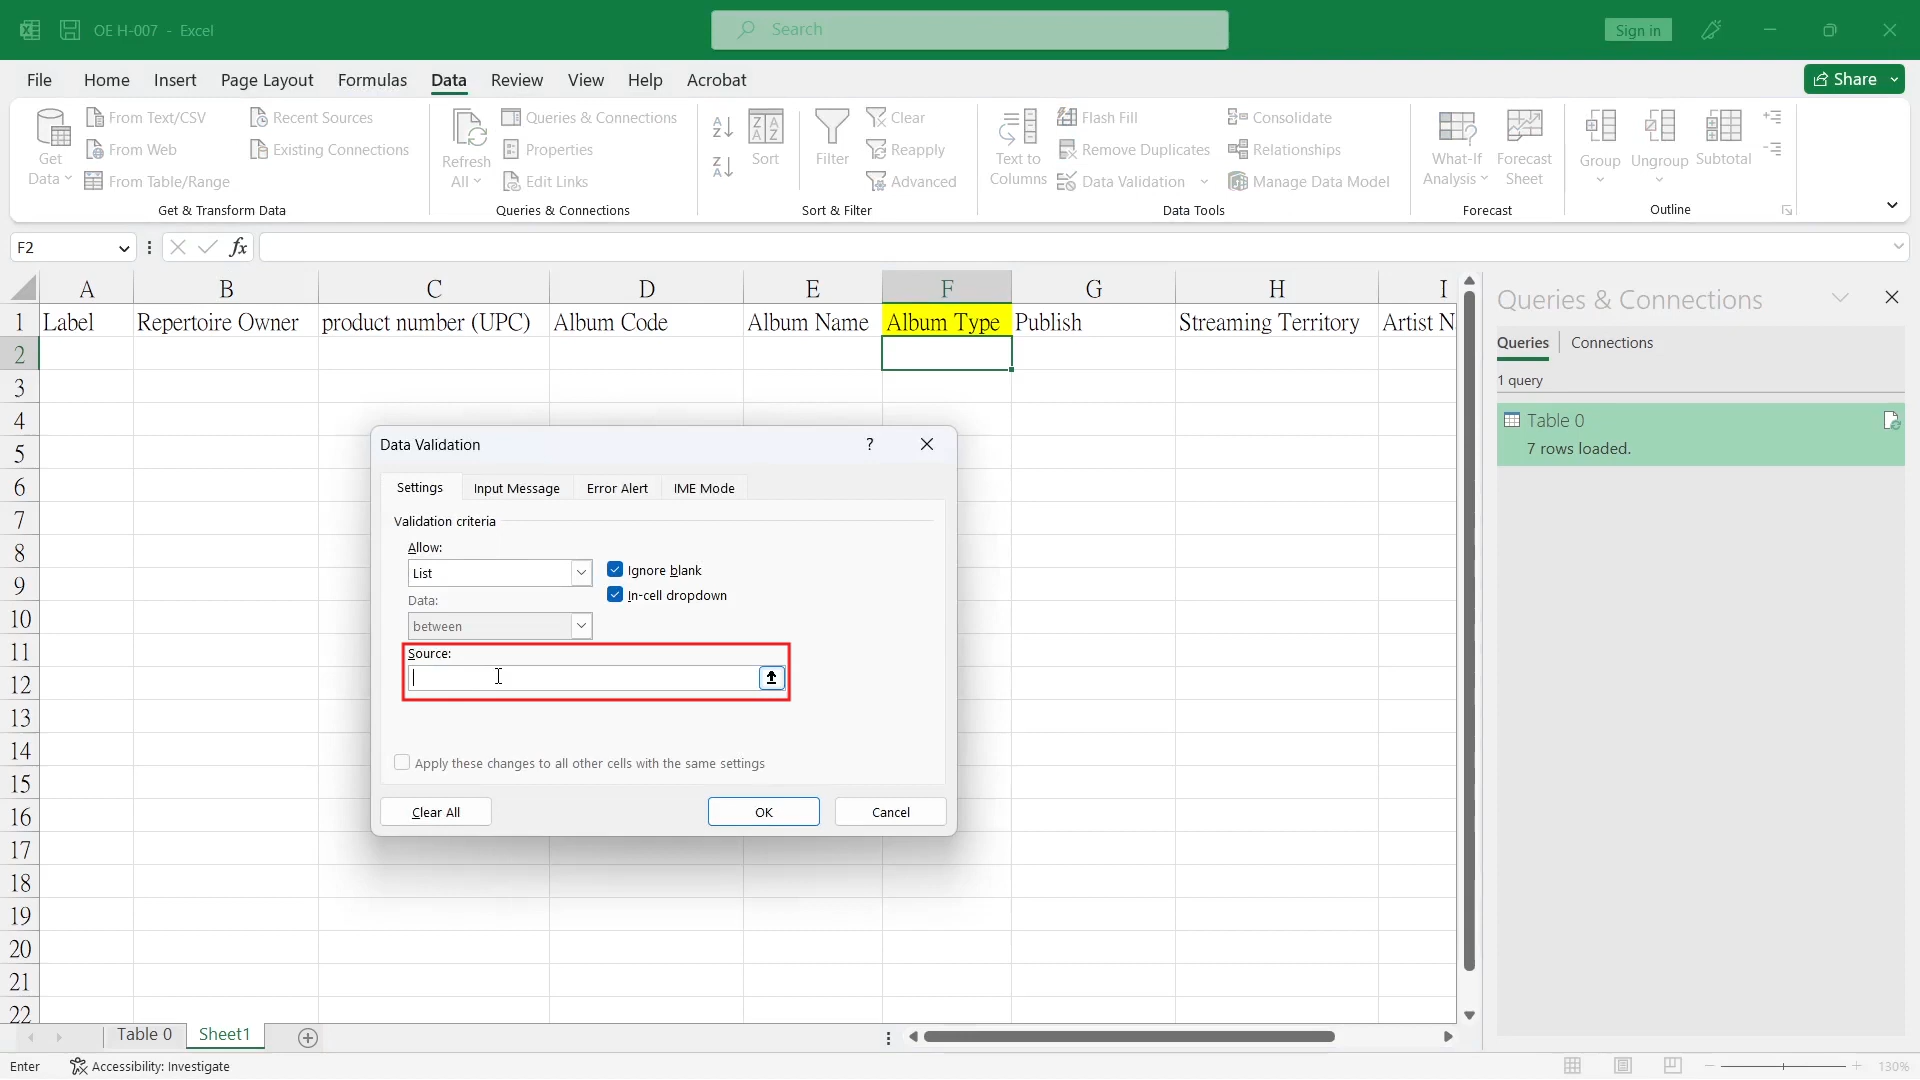 OE H-007 - Excel
Search
Sign in
File Home Insert Page Layout Formulas Data Review View Help Acrobat
Share
Get Data
From Text/CSV
From Web
From Table/Range
Recent Sources
Existing Connections
Get & Transform Data
Refresh All
Queries & Connections
Properties
Edit Links
Queries & Connections
Sort
Filter
Clear
Reapply
Advanced
Sort & Filter
Text to Columns
Flash Fill
Remove Duplicates
Data Validation
Consolidate
Relationships
Manage Data Model
Data Tools
What-If Analysis
Forecast Sheet
Forecast
Group
Ungroup
Subtotal
Outline
F2
fx
A B C D E F G H I
1 Label Repertoire Owner product number (UPC) Album Code Album Name Album Type Publish Streaming Territory Artist N
2
3
4
5
6
7
8
9
10
11
12
13
14
15
16
17
18
19
20
21
22
Data Validation ?
Settings Input Message Error Alert IME Mode
Validation criteria
Allow:
List
Ignore blank
In-cell dropdown
Data:
between
Source:
Apply these changes to all other cells with the same settings
Clear All OK Cancel
Queries & Connections
Queries Connections
1 query
Table 0
7 rows loaded.
Table 0 Sheet1
Enter Accessibility: Investigate
130%